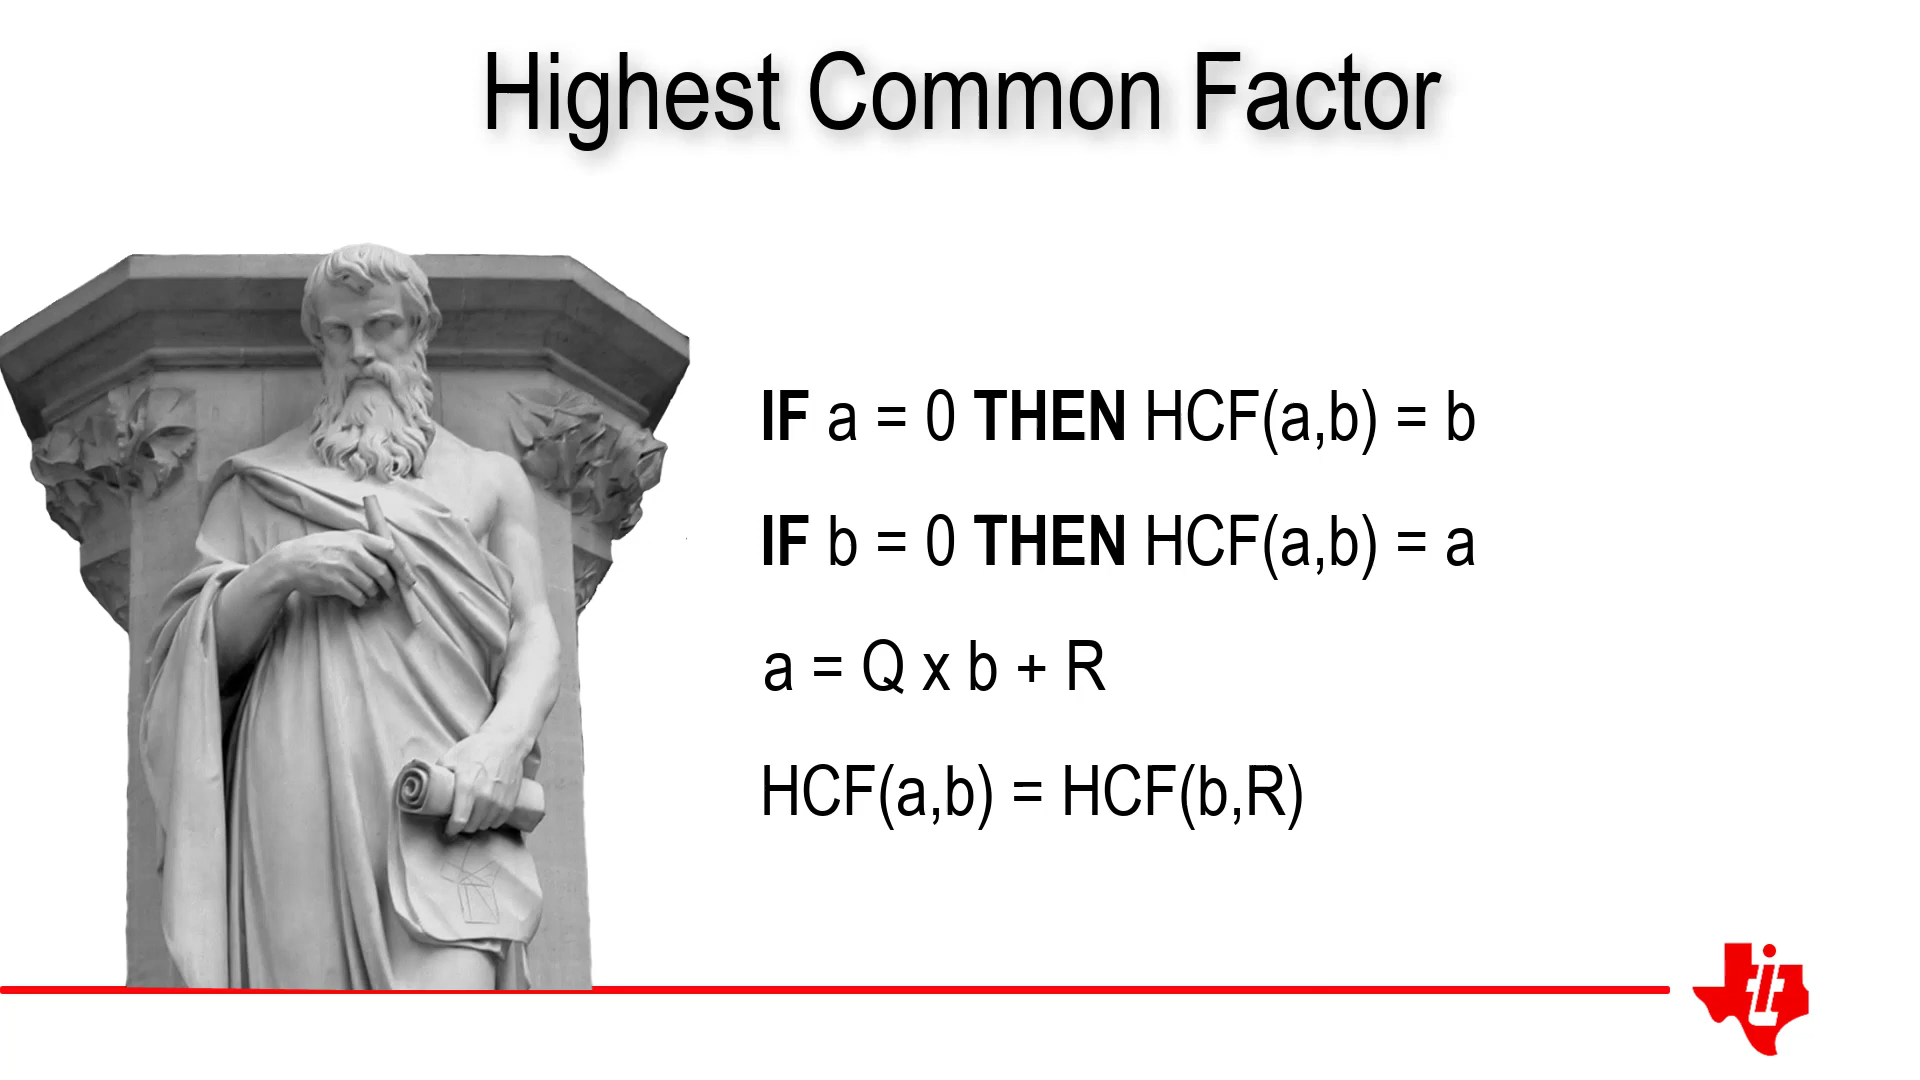 Highest Common Factor
IF a = 0 THEN HCF(a,b) = b
IF b = 0 THEN HCF(a,b) = a
a = Q x b + R
HCF(a,b) = HCF(b,R)